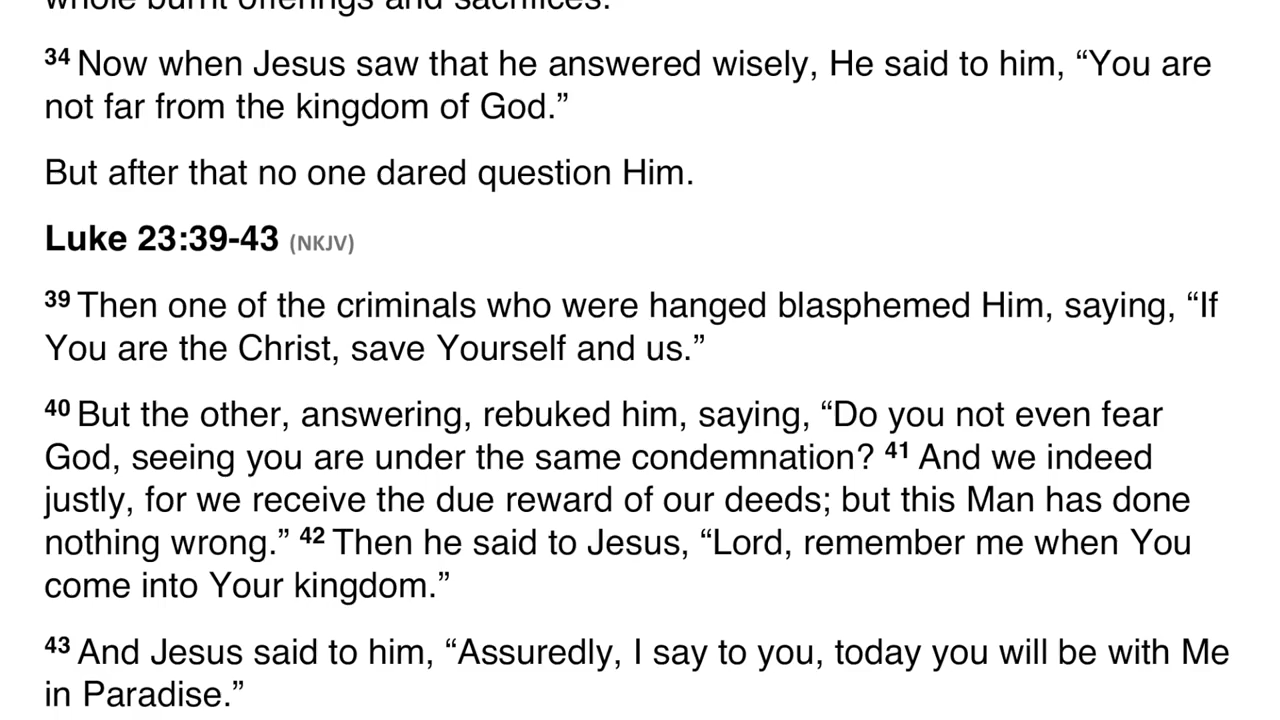 whole burnt offerings and sacrifices.
34 Now when Jesus saw that he answered wisely, He said to him, “You are
not far from the kingdom of God.”
But after that no one dared question Him.
Luke 23:39-43 (NKJV)
39 Then one of the criminals who were hanged blasphemed Him, saying, “If
You are the Christ, save Yourself and us.”
40 But the other, answering, rebuked him, saying, “Do you not even fear
God, seeing you are under the same condemnation? 41 And we indeed
justly, for we receive the due reward of our deeds; but this Man has done
nothing wrong.” 42 Then he said to Jesus, “Lord, remember me when You
come into Your kingdom.”
43 And Jesus said to him, “Assuredly, I say to you, today you will be with Me
in Paradise.”